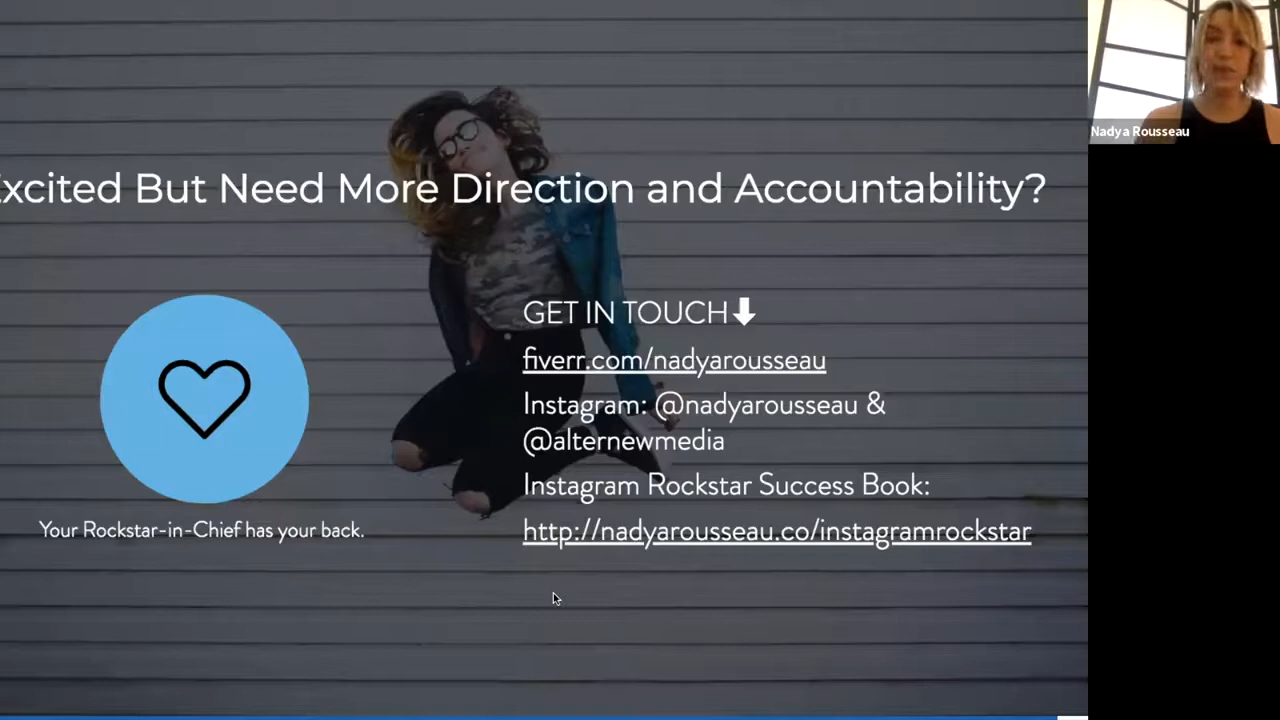 xcited But Need More Direction and Accountability?
GET IN TOUCH⬇
fiverr.com/nadyarousseau
Instagram: @nadyarousseau &
@alternewmedia
Instagram Rockstar Success Book:
http://nadyarousseau.co/instagramrockstar
Your Rockstar-in-Chief has your back.
Nadya Rousseau